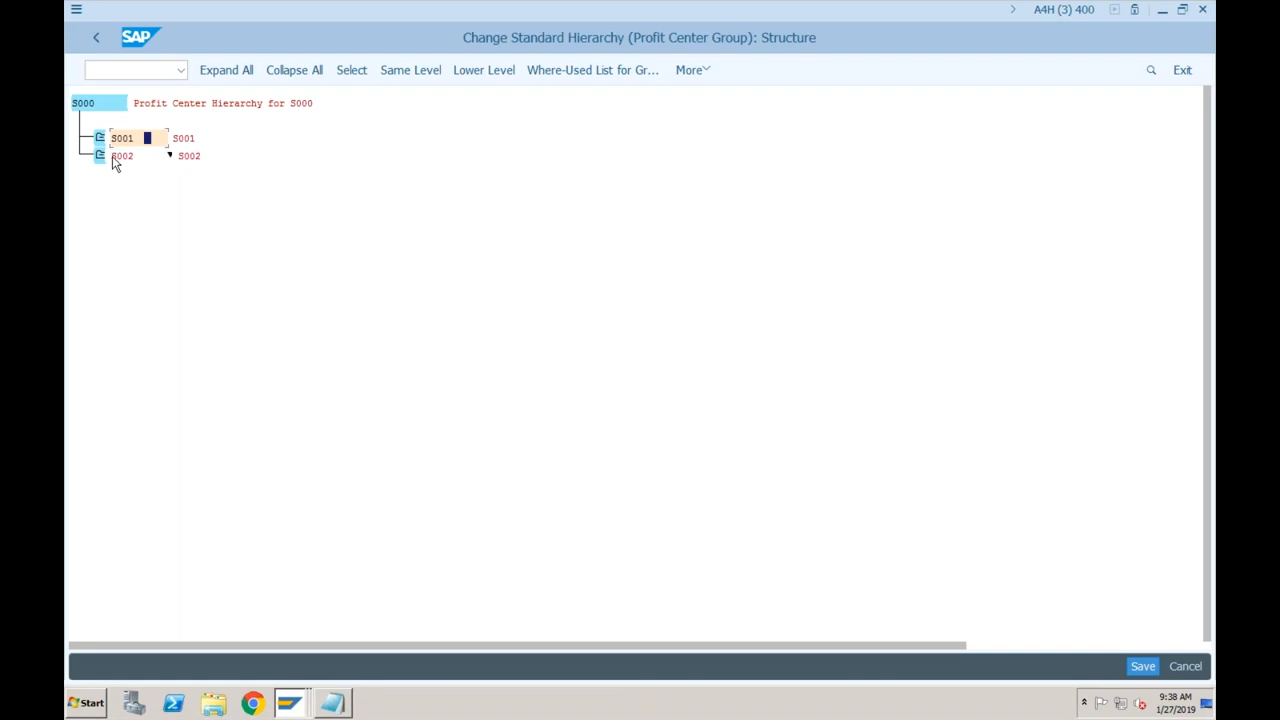 A4H (3) 400
SAP
Change Standard Hierarchy (Profit Center Group): Structure
Expand All Collapse All Select Same Level Lower Level Where-Used List for Gr... More Exit
S000 Profit Center Hierarchy for S000
S001 S001
S002 S002
Save Cancel
Start
9:38 AM
1/27/2019